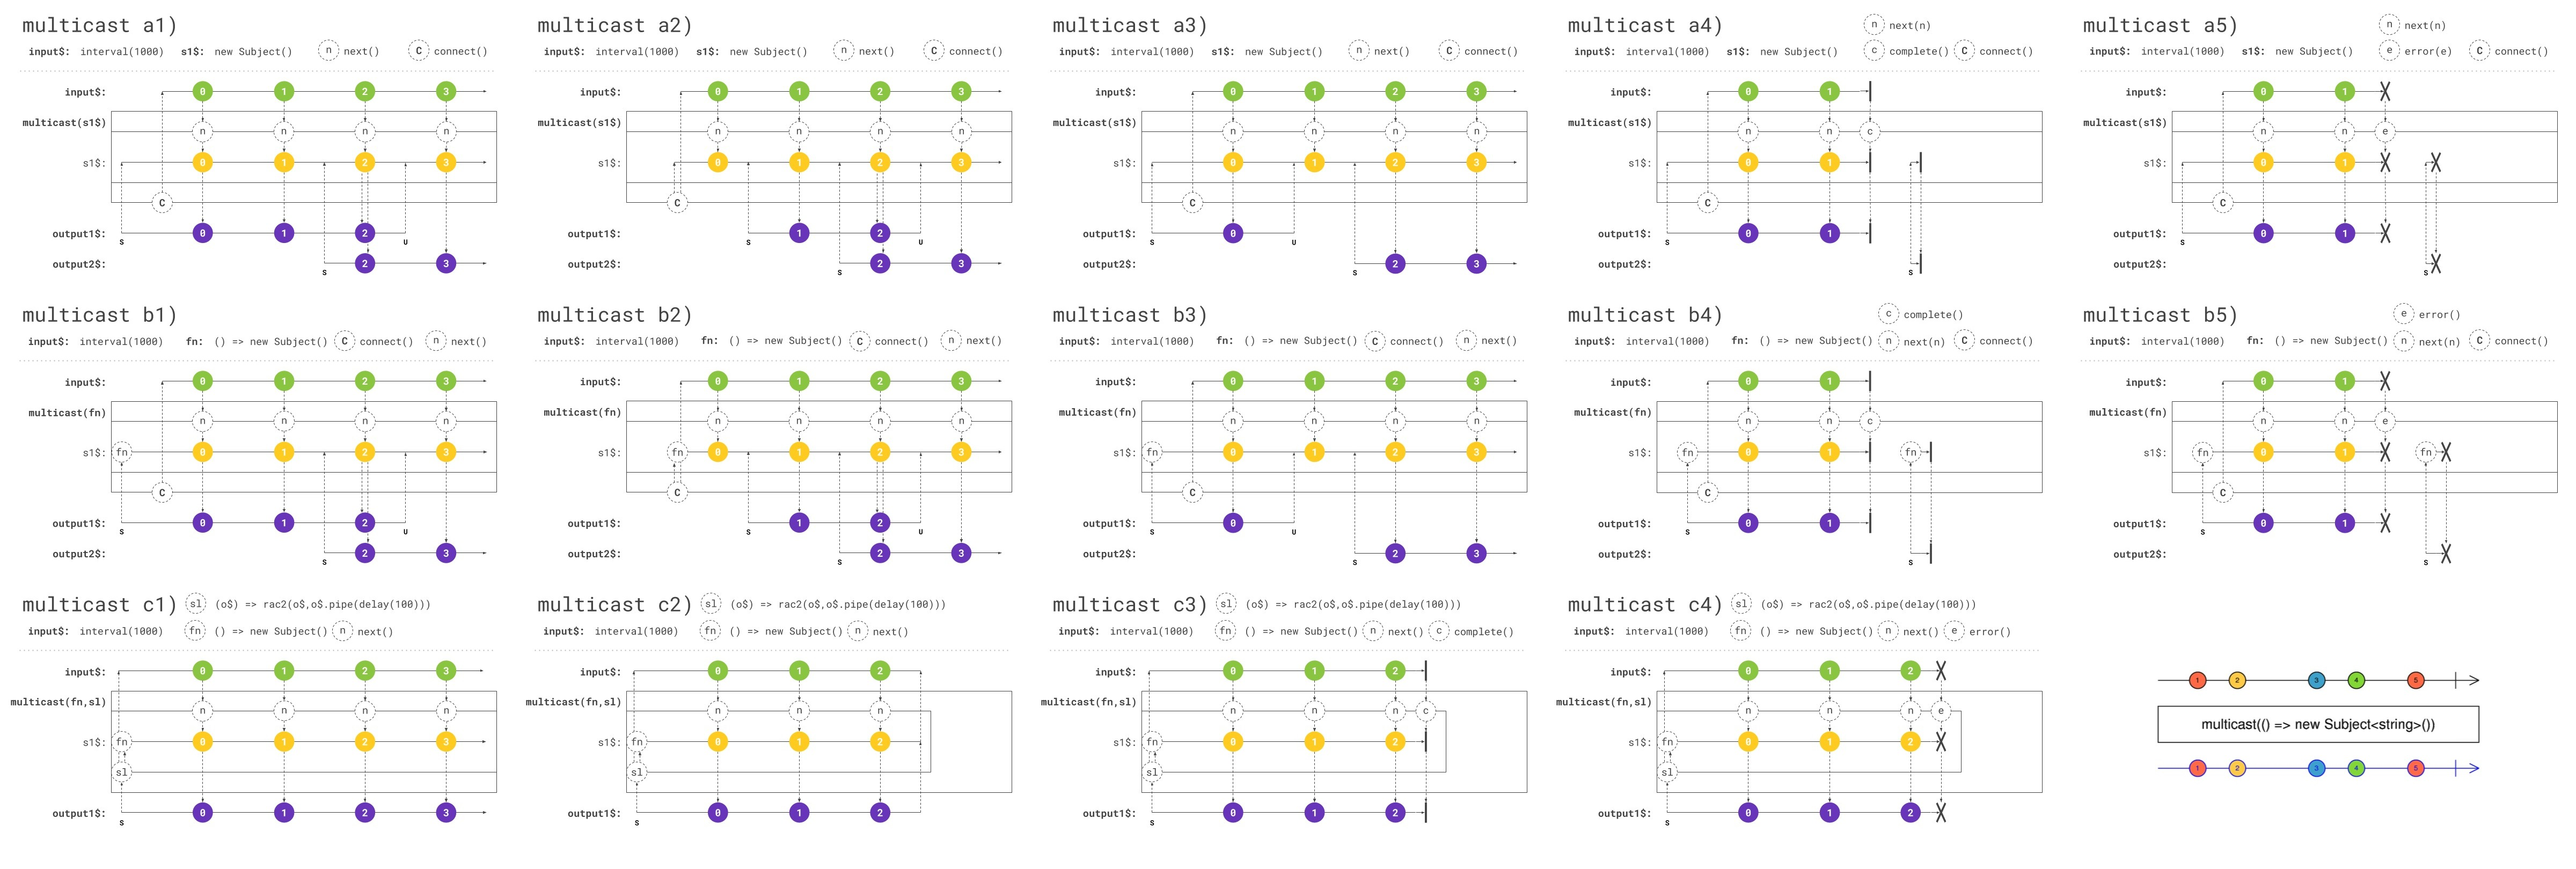 multicast a1)
input$: interval(1000) s1$: new Subject() n next() C connect()
input$: 0 1 2 3
multicast(s1$)
n n n n
s1$: 0 1 2 3
C
output1$: 0 1 2
s u
output2$: 2 3
s
multicast a2)
input$: interval(1000) s1$: new Subject() n next() C connect()
input$: 0 1 2 3
multicast(s1$)
n n n n
s1$: 0 1 2 3
C
output1$: 1 2
s u
output2$: 2 3
s
multicast a3)
input$: interval(1000) s1$: new Subject() n next() C connect()
input$: 0 1 2 3
multicast(s1$)
n n n n
s1$: 0 1 2 3
C
output1$: 0
s u
output2$: 2 3
s
multicast a4)
n next(n)
input$: interval(1000) s1$: new Subject() c complete() C connect()
input$: 0 1
multicast(s1$)
n n c
s1$: 0 1
C
output1$: 0 1
s
output2$:
s
multicast a5)
n next(n)
input$: interval(1000) s1$: new Subject() e error(e) C connect()
input$: 0 1
multicast(s1$)
n n e
s1$: 0 1
C
output1$: 0 1
s
output2$:
s
multicast b1)
input$: interval(1000) fn: () => new Subject() C connect() n next()
input$: 0 1 2 3
multicast(fn)
n n n n
s1$: fn 0 1 2 3
C
output1$: 0 1 2
s u
output2$: 2 3
s
multicast b2)
input$: interval(1000) fn: () => new Subject() C connect() n next()
input$: 0 1 2 3
multicast(fn)
n n n n
s1$: fn 0 1 2 3
C
output1$: 1 2
s u
output2$: 2 3
s
multicast b3)
input$: interval(1000) fn: () => new Subject() C connect() n next()
input$: 0 1 2 3
multicast(fn)
n n n n
s1$: fn 0 1 2 3
C
output1$: 0
s u
output2$: 2 3
s
multicast b4)
c complete()
input$: interval(1000) fn: () => new Subject() n next(n) C connect()
input$: 0 1
multicast(fn)
n n c
s1$: fn 0 1 fn
C
output1$: 0 1
s
output2$:
s
multicast b5)
e error()
input$: interval(1000) fn: () => new Subject() n next(n) C connect()
input$: 0 1
multicast(fn)
n n e
s1$: fn 0 1 fn
C
output1$: 0 1
s
output2$:
s
multicast c1) sl (o$) => rac2(o$,o$.pipe(delay(100)))
input$: interval(1000) fn () => new Subject() n next()
input$: 0 1 2 3
multicast(fn,sl)
n n n n
s1$: fn 0 1 2 3
sl
output1$: 0 1 2 3
s
multicast c2) sl (o$) => rac2(o$,o$.pipe(delay(100)))
input$: interval(1000) fn () => new Subject() n next()
input$: 0 1 2
multicast(fn,sl)
n n n
s1$: fn 0 1 2
sl
output1$: 0 1 2
s
multicast c3) sl (o$) => rac2(o$,o$.pipe(delay(100)))
input$: interval(1000) fn () => new Subject() n next() c complete()
input$: 0 1 2
multicast(fn,sl)
n n n c
s1$: fn 0 1 2
sl
output1$: 0 1 2
s
multicast c4) sl (o$) => rac2(o$,o$.pipe(delay(100)))
input$: interval(1000) fn () => new Subject() n next() e error()
input$: 0 1 2
multicast(fn,sl)
n n n e
s1$: fn 0 1 2
sl
output1$: 0 1 2
s
1 2 3 4 5
multicast(() => new Subject<string>())
1 2 3 4 5